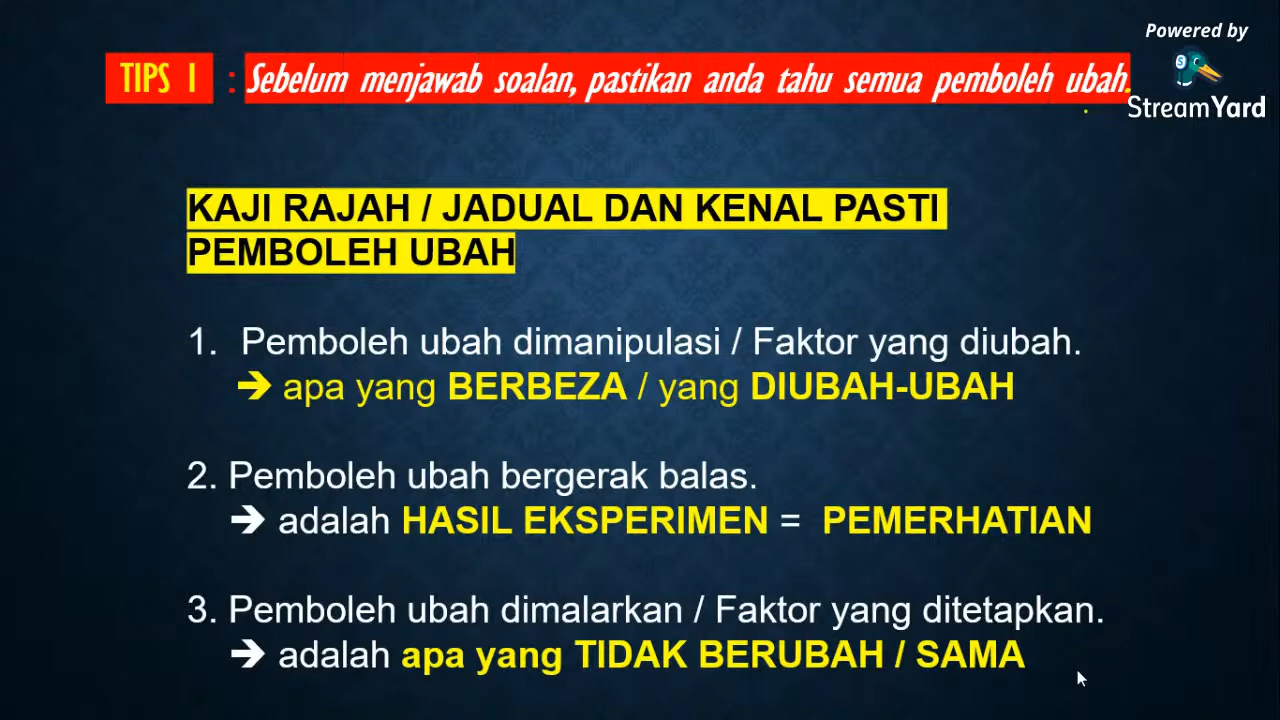 Powered by
TIPS 1 : Sebelum menjawab soalan, pastikan anda tahu semua pemboleh ubah.
StreamYard
KAJI RAJAH / JADUAL DAN KENAL PASTI
PEMBOLEH UBAH
1. Pemboleh ubah dimanipulasi / Faktor yang diubah.
➔ apa yang BERBEZA / yang DIUBAH-UBAH
2. Pemboleh ubah bergerak balas.
➔ adalah HASIL EKSPERIMEN = PEMERHATIAN
3. Pemboleh ubah dimalarkan / Faktor yang ditetapkan.
➔ adalah apa yang TIDAK BERUBAH / SAMA